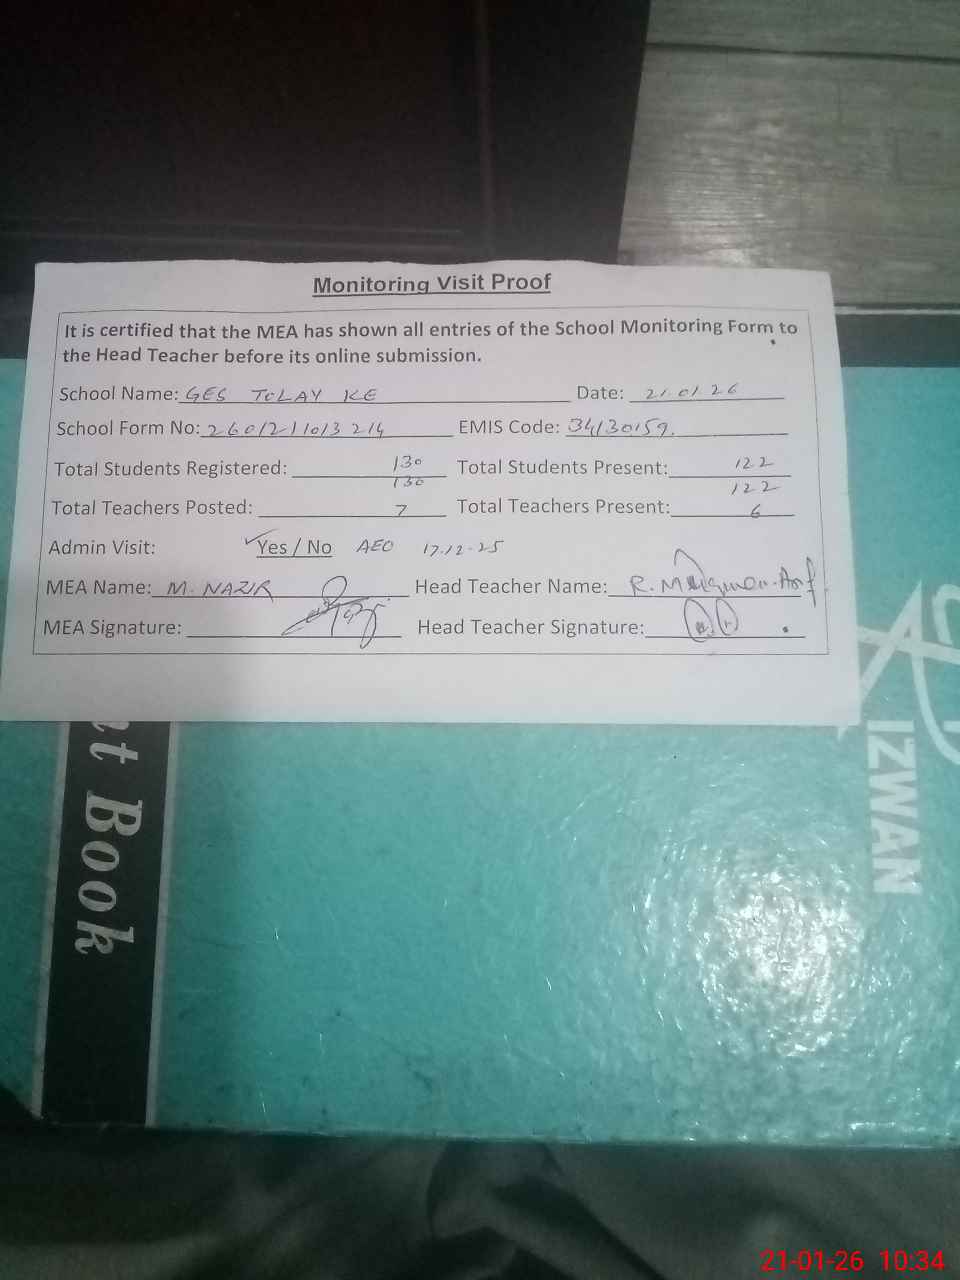 Monitoring Visit Proof
It is certified that the MEA has shown all entries of the School Monitoring Form to
the Head Teacher before its online submission.
School Name: GES TOLAY KE Date: 21.01.26
School Form No: EMIS Code: 34130159.
Total Students Registered: 130 Total Students Present: 122
130 122
Total Teachers Posted: 7 Total Teachers Present: 6
Admin Visit: Yes / No AEO 17.12.25
MEA Name: M. NAZIR Head Teacher Name: R.
MEA Signature: Head Teacher Signature:
nt Book
IZWAN
21-01-26 10:34